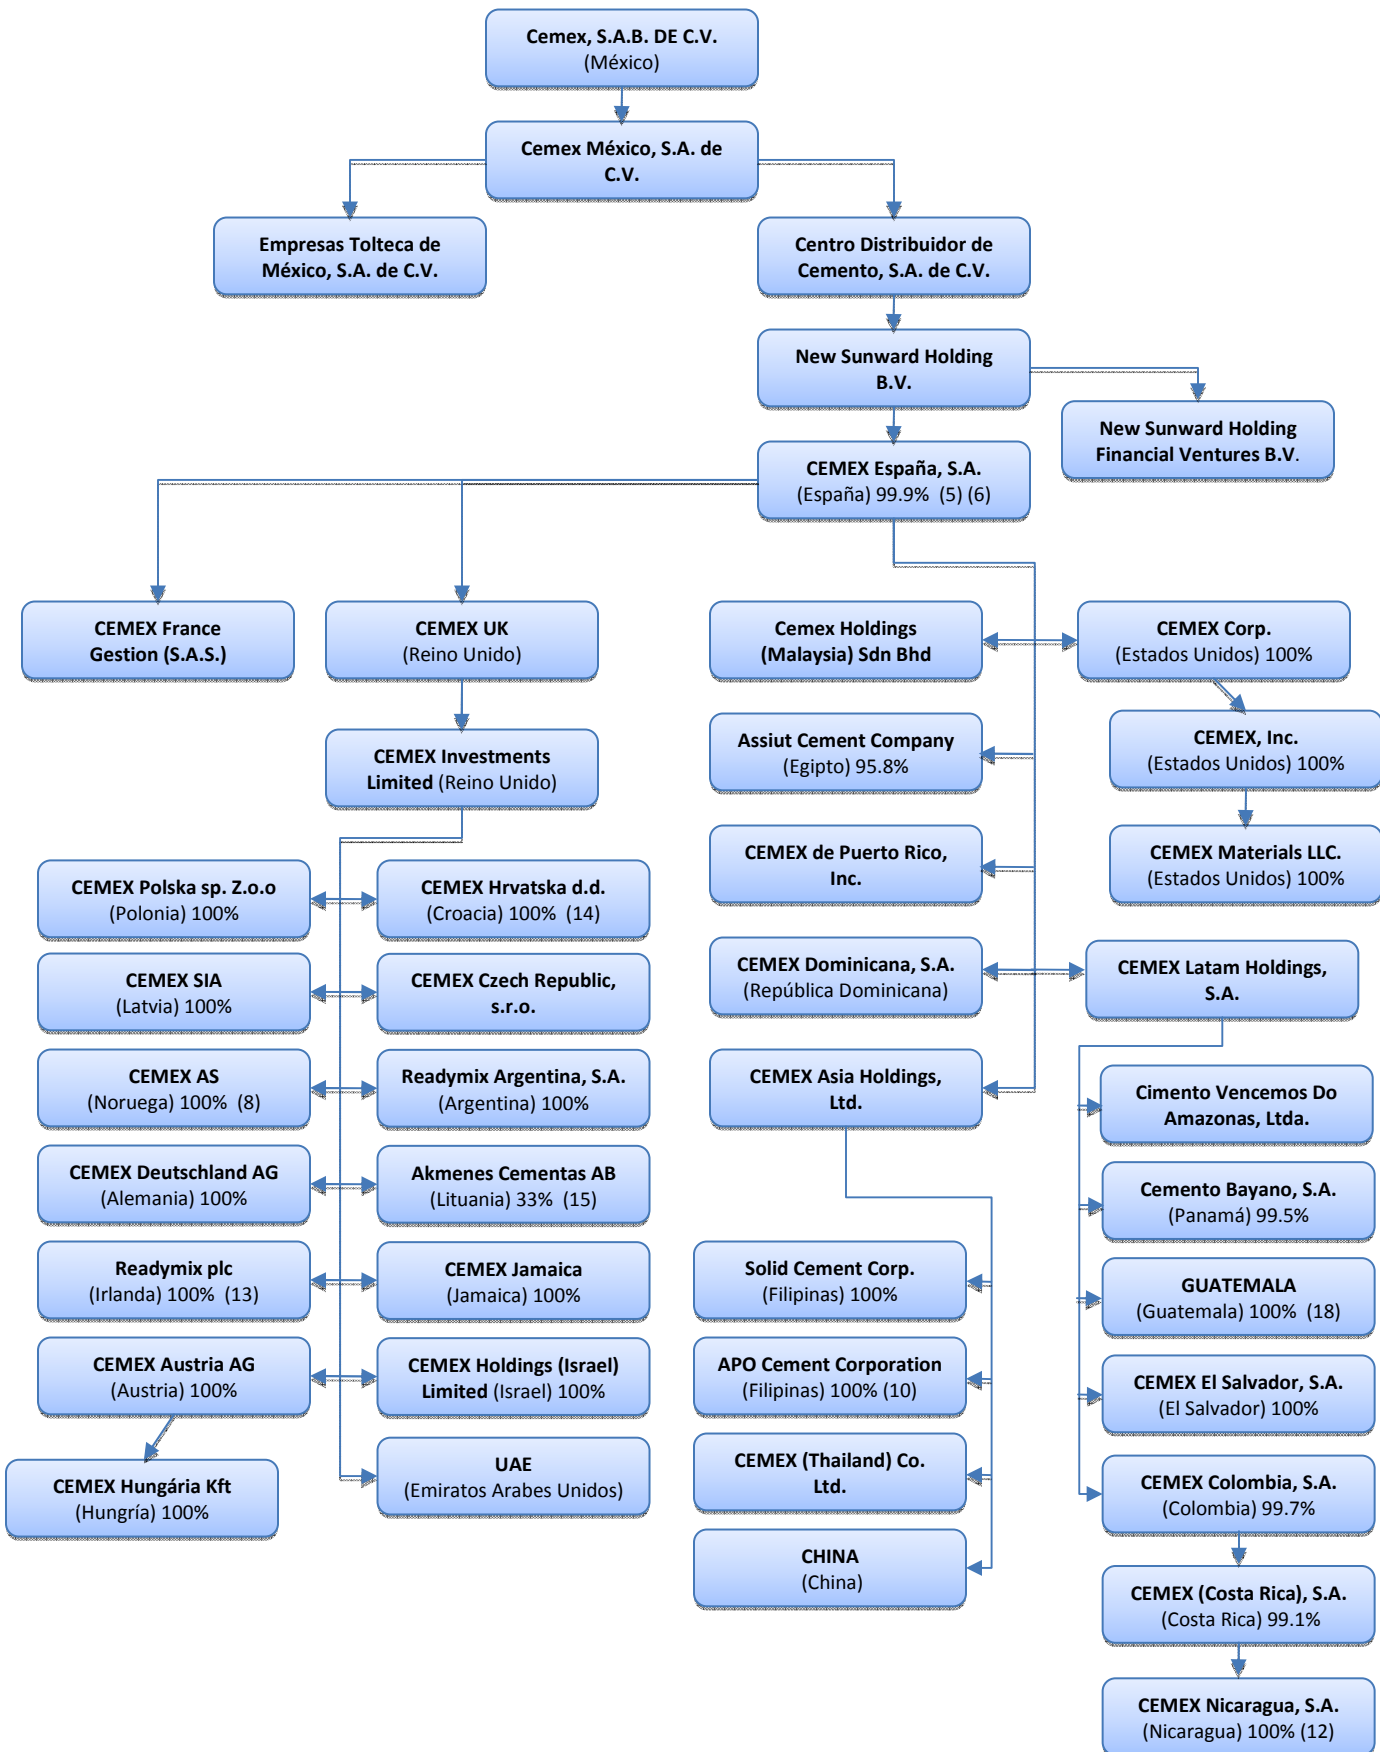 Cemex, S.A.B. DE C.V.
(México)
Cemex México, S.A. de
C.V.
Empresas Tolteca de
México, S.A. de C.V.
Centro Distribuidor de
Cemento, S.A. de C.V.
New Sunward Holding
B.V.
New Sunward Holding
Financial Ventures B.V.
CEMEX España, S.A.
(España) 99.9% (5) (6)
CEMEX France
Gestion (S.A.S.)
CEMEX UK
(Reino Unido)
Cemex Holdings
(Malaysia) Sdn Bhd
CEMEX Corp.
(Estados Unidos) 100%
CEMEX Investments
Limited (Reino Unido)
Assiut Cement Company
(Egipto) 95.8%
CEMEX, Inc.
(Estados Unidos) 100%
CEMEX de Puerto Rico,
Inc.
CEMEX Materials LLC.
(Estados Unidos) 100%
CEMEX Polska sp. Z.o.o
(Polonia) 100%
CEMEX Hrvatska d.d.
(Croacia) 100% (14)
CEMEX Dominicana, S.A.
(República Dominicana)
CEMEX Latam Holdings,
S.A.
CEMEX SIA
(Latvia) 100%
CEMEX Czech Republic,
s.r.o.
CEMEX AS
(Noruega) 100% (8)
Readymix Argentina, S.A.
(Argentina) 100%
CEMEX Asia Holdings,
Ltd.
Cimento Vencemos Do
Amazonas, Ltda.
CEMEX Deutschland AG
(Alemania) 100%
Akmenes Cementas AB
(Lituania) 33% (15)
Cemento Bayano, S.A.
(Panamá) 99.5%
Readymix plc
(Irlanda) 100% (13)
CEMEX Jamaica
(Jamaica) 100%
Solid Cement Corp.
(Filipinas) 100%
GUATEMALA
(Guatemala) 100% (18)
CEMEX Austria AG
(Austria) 100%
CEMEX Holdings (Israel)
Limited (Israel) 100%
APO Cement Corporation
(Filipinas) 100% (10)
CEMEX El Salvador, S.A.
(El Salvador) 100%
CEMEX Hungária Kft
(Hungría) 100%
UAE
(Emiratos Arabes Unidos)
CEMEX (Thailand) Co.
Ltd.
CEMEX Colombia, S.A.
(Colombia) 99.7%
CHINA
(China)
CEMEX (Costa Rica), S.A.
(Costa Rica) 99.1%
CEMEX Nicaragua, S.A.
(Nicaragua) 100% (12)